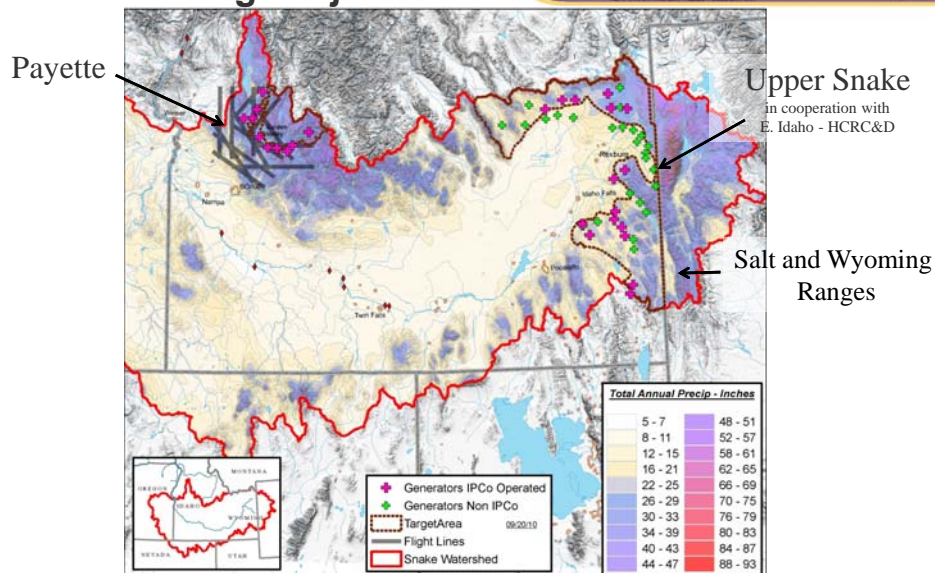 Payette
Upper Snake
in cooperation with
E. Idaho - HCRC&D
Rexburg
Idaho Falls
Nampa
Pocatello
Twin Falls
Salt and Wyoming
Ranges
Total Annual Precip - Inches
5 - 7
8 - 11
12 - 15
16 - 21
22 - 25
26 - 29
30 - 33
34 - 39
40 - 43
44 - 47
48 - 51
52 - 57
58 - 61
62 - 65
66 - 69
70 - 75
76 - 79
80 - 83
84 - 87
88 - 93
MONTANA
OREGON
IDAHO
WYOMING
NEVADA
UTAH
Generators IPCo Operated
Generators Non IPCo
TargetArea
09/20/10
Flight Lines
Snake Watershed